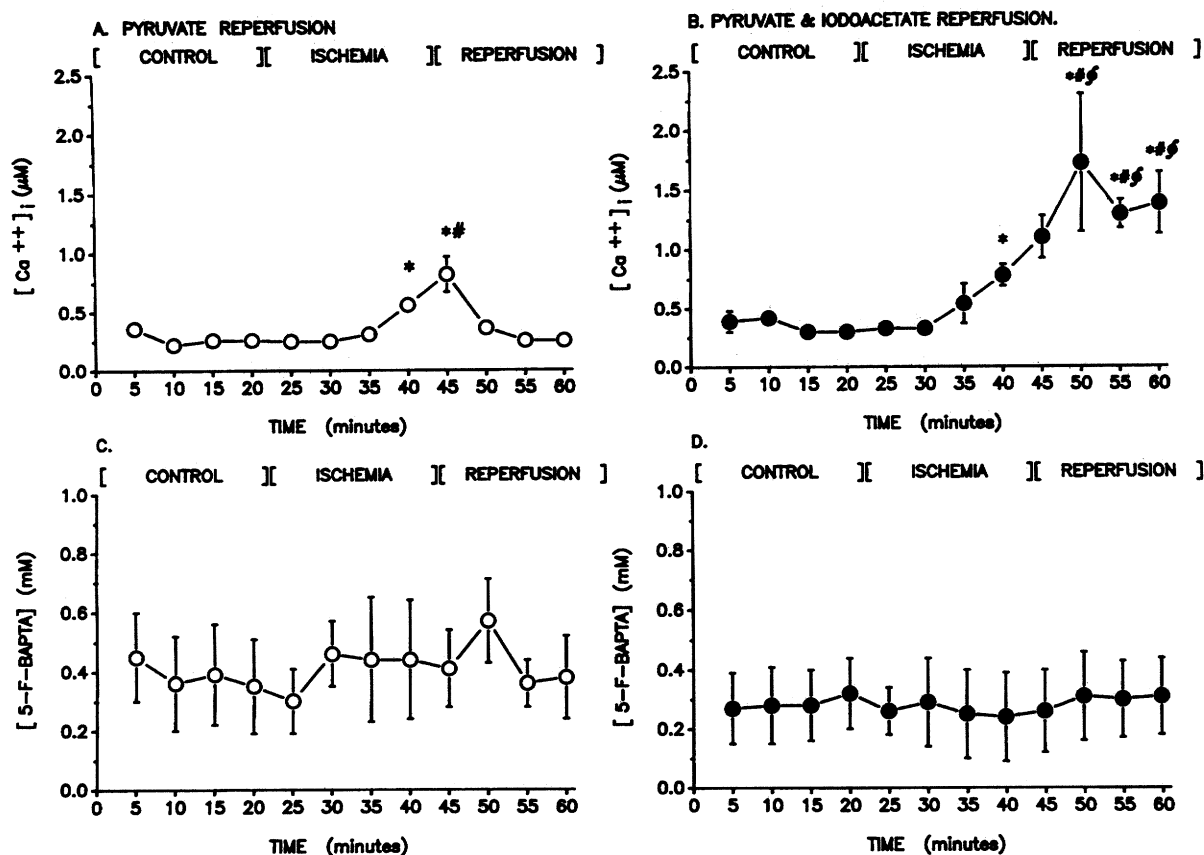 A. PYRUVATE REPERFUSION
[ CONTROL ][ ISCHEMIA ][ REPERFUSION ]
2.5
2.0
1.5
1.0
0.5
0.0
[Ca++]i (μM)
*
*#
0 5 10 15 20 25 30 35 40 45 50 55 60
TIME (minutes)
B. PYRUVATE & IODOACETATE REPERFUSION.
[ CONTROL ][ ISCHEMIA ][ REPERFUSION ]
2.5
2.0
1.5
1.0
0.5
0.0
[Ca++]i (μM)
*
*#∮
*#∮
*#∮
0 5 10 15 20 25 30 35 40 45 50 55 60
TIME (minutes)
C.
[ CONTROL ][ ISCHEMIA ][ REPERFUSION ]
1.0
0.8
0.6
0.4
0.2
0.0
[5-F-BAPTA] (mM)
0 5 10 15 20 25 30 35 40 45 50 55 60
TIME (minutes)
D.
[ CONTROL ][ ISCHEMIA ][ REPERFUSION ]
1.0
0.8
0.6
0.4
0.2
0.0
[5-F-BAPTA] (mM)
0 5 10 15 20 25 30 35 40 45 50 55 60
TIME (minutes)